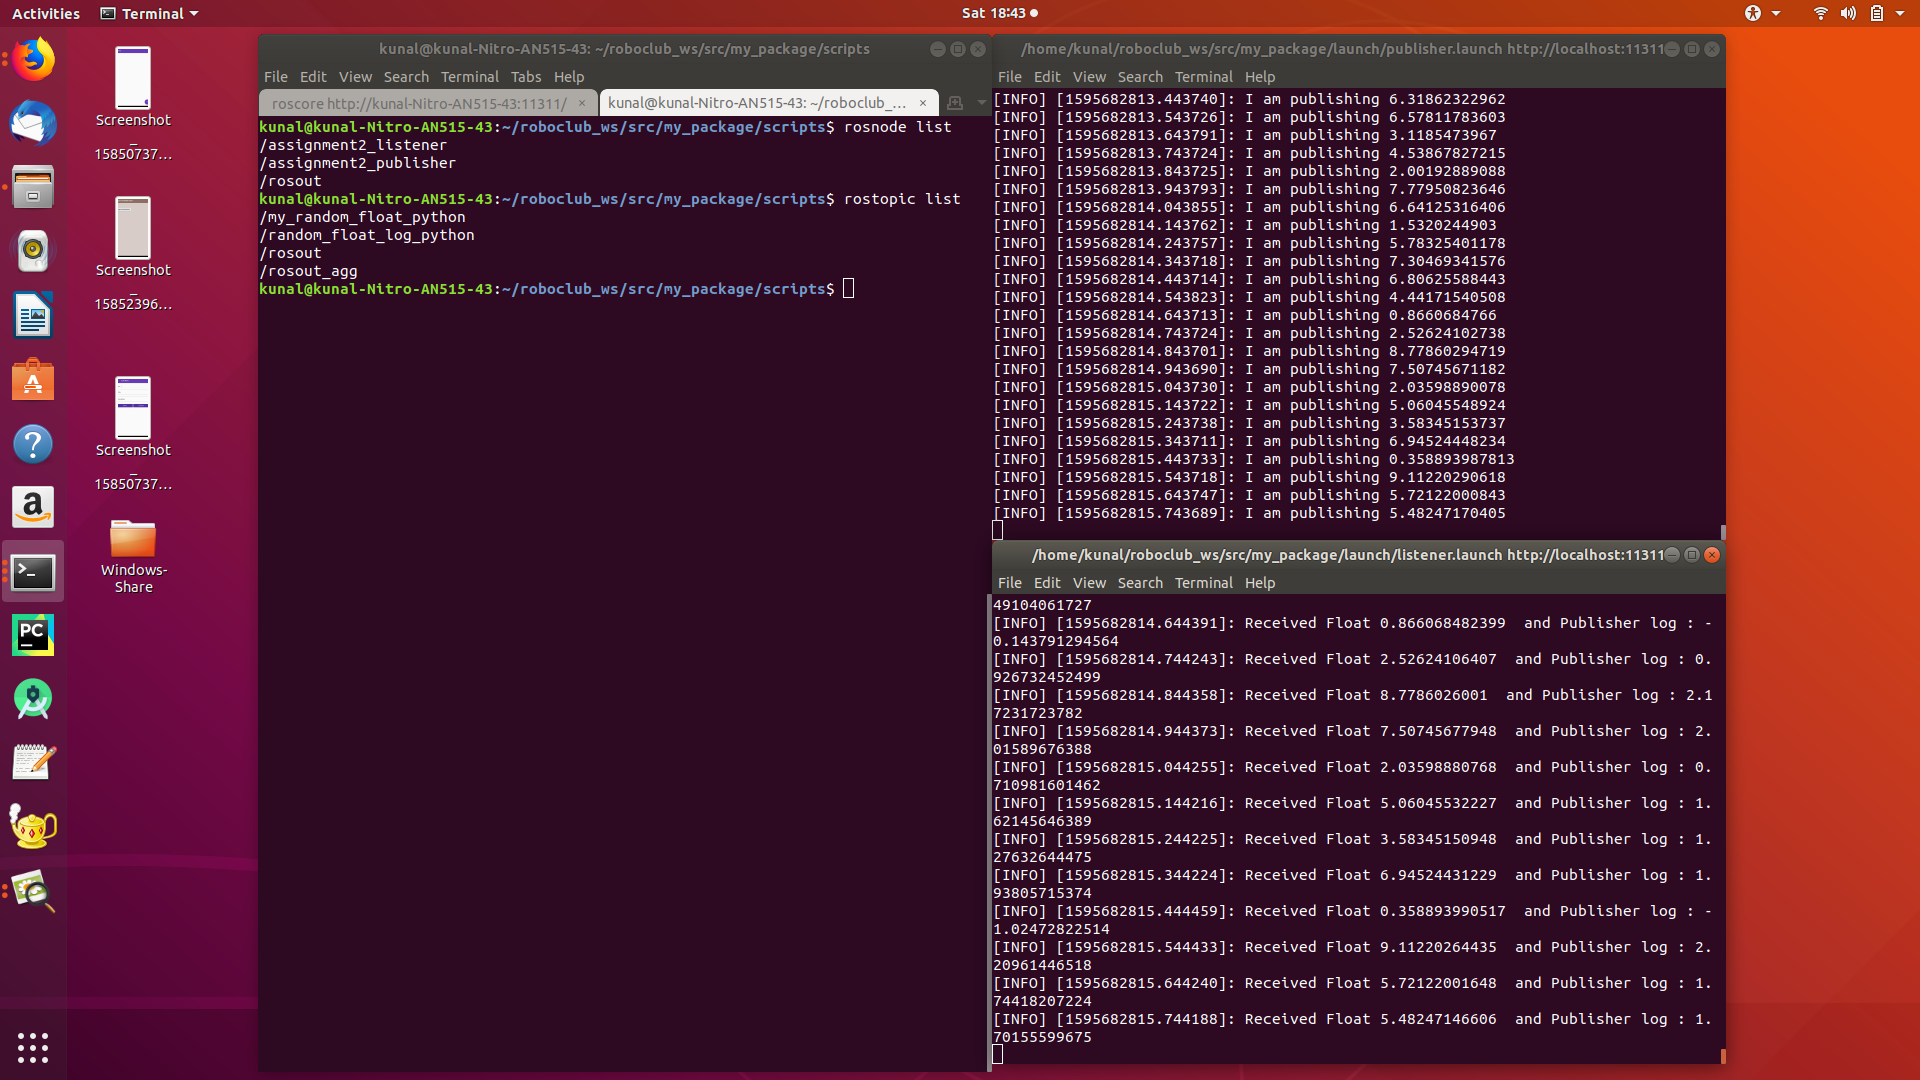 Activities
Terminal
Sat 18:43
Screenshot
–
15850737…
Screenshot
–
15852396…
Screenshot
–
15850737…
Windows-
Share
kunal@kunal-Nitro-AN515-43: ~/roboclub_ws/src/my_package/scripts
File Edit View Search Terminal Tabs Help
roscore http://kunal-Nitro-AN515-43:11311/
kunal@kunal-Nitro-AN515-43: ~/roboclub_…
kunal@kunal-Nitro-AN515-43:~/roboclub_ws/src/my_package/scripts$ rosnode list
/assignment2_listener
/assignment2_publisher
/rosout
kunal@kunal-Nitro-AN515-43:~/roboclub_ws/src/my_package/scripts$ rostopic list
/my_random_float_python
/random_float_log_python
/rosout
/rosout_agg
kunal@kunal-Nitro-AN515-43:~/roboclub_ws/src/my_package/scripts$
/home/kunal/roboclub_ws/src/my_package/launch/publisher.launch http://localhost:11311
File Edit View Search Terminal Help
[INFO] [1595682813.443740]: I am publishing 6.31862322962
[INFO] [1595682813.543726]: I am publishing 6.57811783603
[INFO] [1595682813.643791]: I am publishing 3.1185473967
[INFO] [1595682813.743724]: I am publishing 4.53867827215
[INFO] [1595682813.843725]: I am publishing 2.00192889088
[INFO] [1595682813.943793]: I am publishing 7.77950823646
[INFO] [1595682814.043855]: I am publishing 6.64125316406
[INFO] [1595682814.143762]: I am publishing 1.5320244903
[INFO] [1595682814.243757]: I am publishing 5.78325401178
[INFO] [1595682814.343718]: I am publishing 7.30469341576
[INFO] [1595682814.443714]: I am publishing 6.80625588443
[INFO] [1595682814.543823]: I am publishing 4.44171540508
[INFO] [1595682814.643713]: I am publishing 0.8660684766
[INFO] [1595682814.743724]: I am publishing 2.52624102738
[INFO] [1595682814.843701]: I am publishing 8.77860294719
[INFO] [1595682814.943690]: I am publishing 7.50745671182
[INFO] [1595682815.043730]: I am publishing 2.03598890078
[INFO] [1595682815.143722]: I am publishing 5.06045548924
[INFO] [1595682815.243738]: I am publishing 3.58345153737
[INFO] [1595682815.343711]: I am publishing 6.94524448234
[INFO] [1595682815.443733]: I am publishing 0.358893987813
[INFO] [1595682815.543718]: I am publishing 9.11220290618
[INFO] [1595682815.643747]: I am publishing 5.72122000843
[INFO] [1595682815.743689]: I am publishing 5.48247170405
/home/kunal/roboclub_ws/src/my_package/launch/listener.launch http://localhost:11311
File Edit View Search Terminal Help
49104061727
[INFO] [1595682814.644391]: Received Float 0.866068482399  and Publisher log : -
0.143791294564
[INFO] [1595682814.744243]: Received Float 2.52624106407  and Publisher log : 0.
926732452499
[INFO] [1595682814.844358]: Received Float 8.7786026001  and Publisher log : 2.1
7231723782
[INFO] [1595682814.944373]: Received Float 7.50745677948  and Publisher log : 2.
01589676388
[INFO] [1595682815.044255]: Received Float 2.03598880768  and Publisher log : 0.
710981601462
[INFO] [1595682815.144216]: Received Float 5.06045532227  and Publisher log : 1.
62145646389
[INFO] [1595682815.244225]: Received Float 3.58345150948  and Publisher log : 1.
27632644475
[INFO] [1595682815.344224]: Received Float 6.94524431229  and Publisher log : 1.
93805715374
[INFO] [1595682815.444459]: Received Float 0.358893990517  and Publisher log : -
1.02472822514
[INFO] [1595682815.544433]: Received Float 9.11220264435  and Publisher log : 2.
20961446518
[INFO] [1595682815.644240]: Received Float 5.72122001648  and Publisher log : 1.
74418207224
[INFO] [1595682815.744188]: Received Float 5.48247146606  and Publisher log : 1.
70155599675